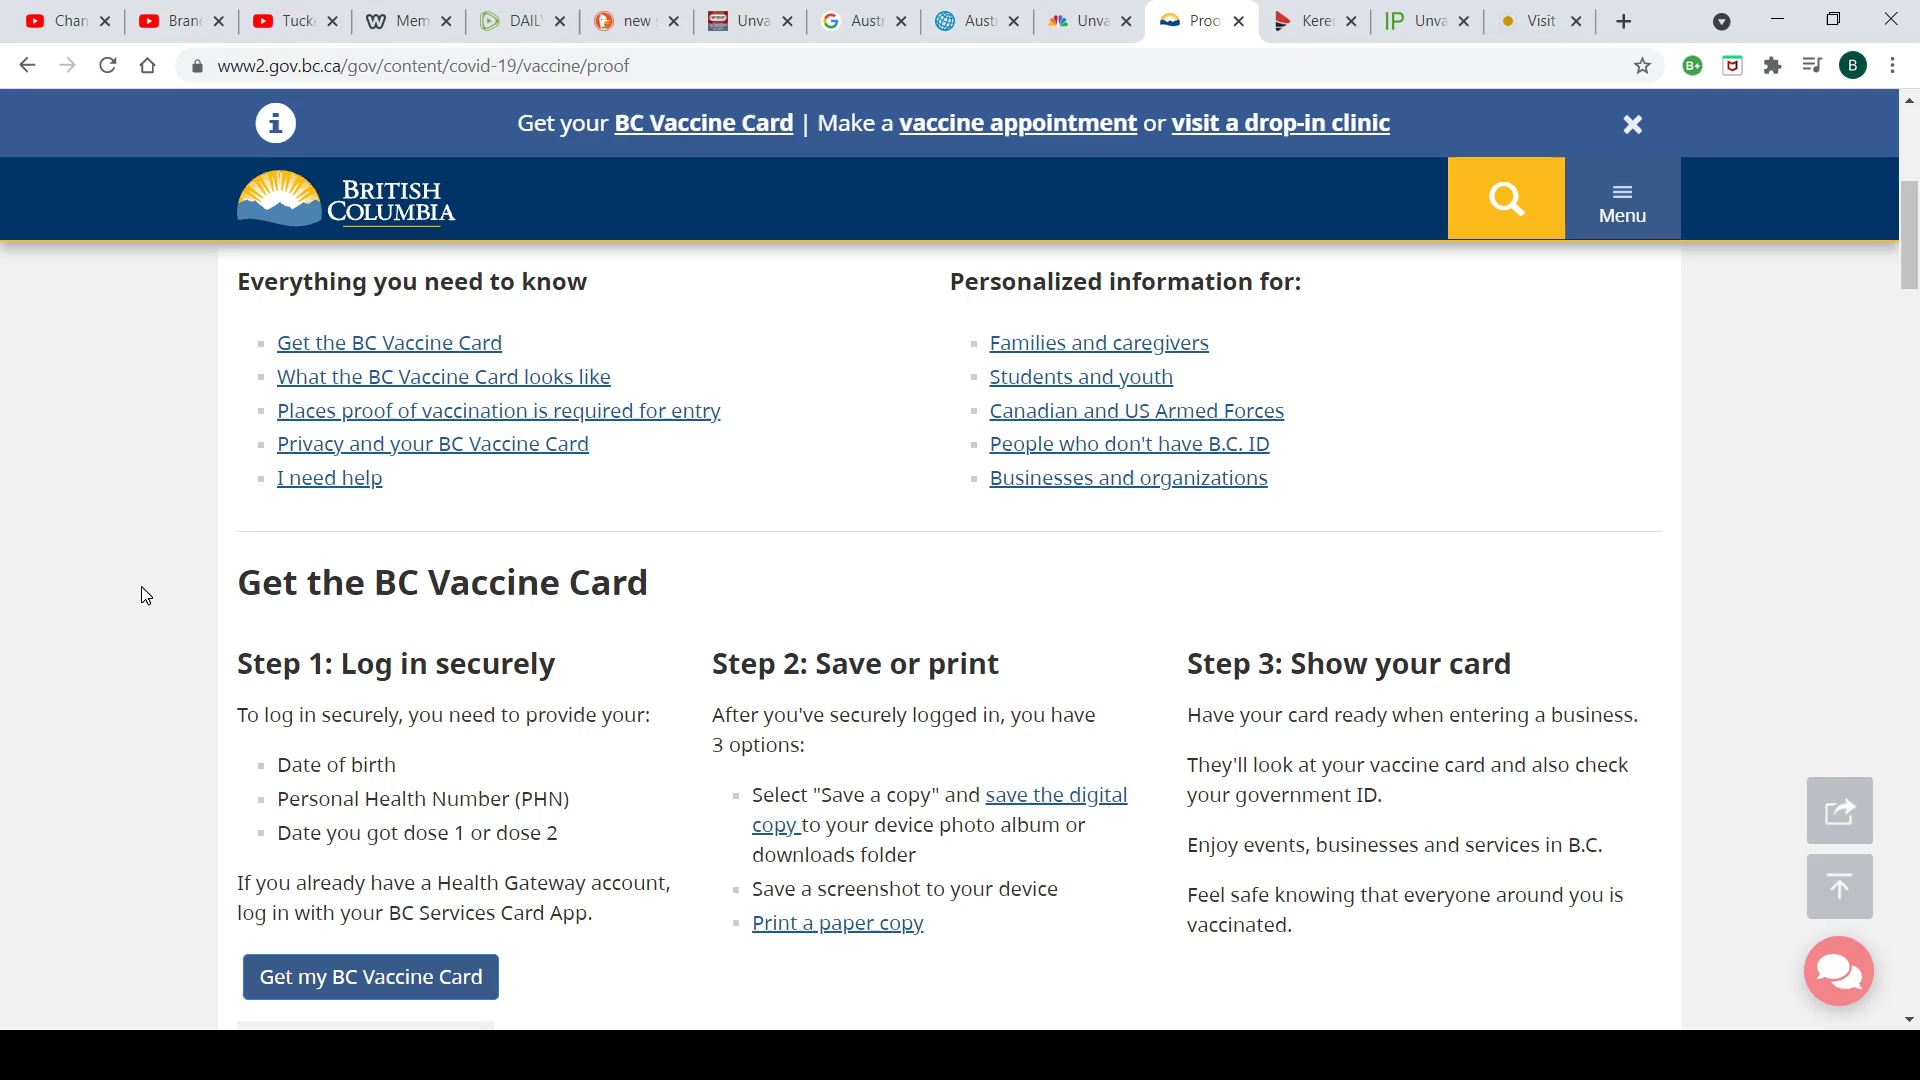 Chan
Bran
Tuck
Mem
DAIL
new
Unva
Aust
Aust
Unva
Proo
Kere
Unva
Visit
www2.gov.bc.ca/gov/content/covid-19/vaccine/proof
B+
B
Get your BC Vaccine Card | Make a vaccine appointment or visit a drop-in clinic
BRITISH
COLUMBIA
Menu
Everything you need to know
Get the BC Vaccine Card
What the BC Vaccine Card looks like
Places proof of vaccination is required for entry
Privacy and your BC Vaccine Card
I need help
Personalized information for:
Families and caregivers
Students and youth
Canadian and US Armed Forces
People who don't have B.C. ID
Businesses and organizations
Get the BC Vaccine Card
Step 1: Log in securely
To log in securely, you need to provide your:
Date of birth
Personal Health Number (PHN)
Date you got dose 1 or dose 2
If you already have a Health Gateway account,
log in with your BC Services Card App.
Get my BC Vaccine Card
Step 2: Save or print
After you've securely logged in, you have
3 options:
Select "Save a copy" and save the digital
copy to your device photo album or
downloads folder
Save a screenshot to your device
Print a paper copy
Step 3: Show your card
Have your card ready when entering a business.
They'll look at your vaccine card and also check
your government ID.
Enjoy events, businesses and services in B.C.
Feel safe knowing that everyone around you is
vaccinated.